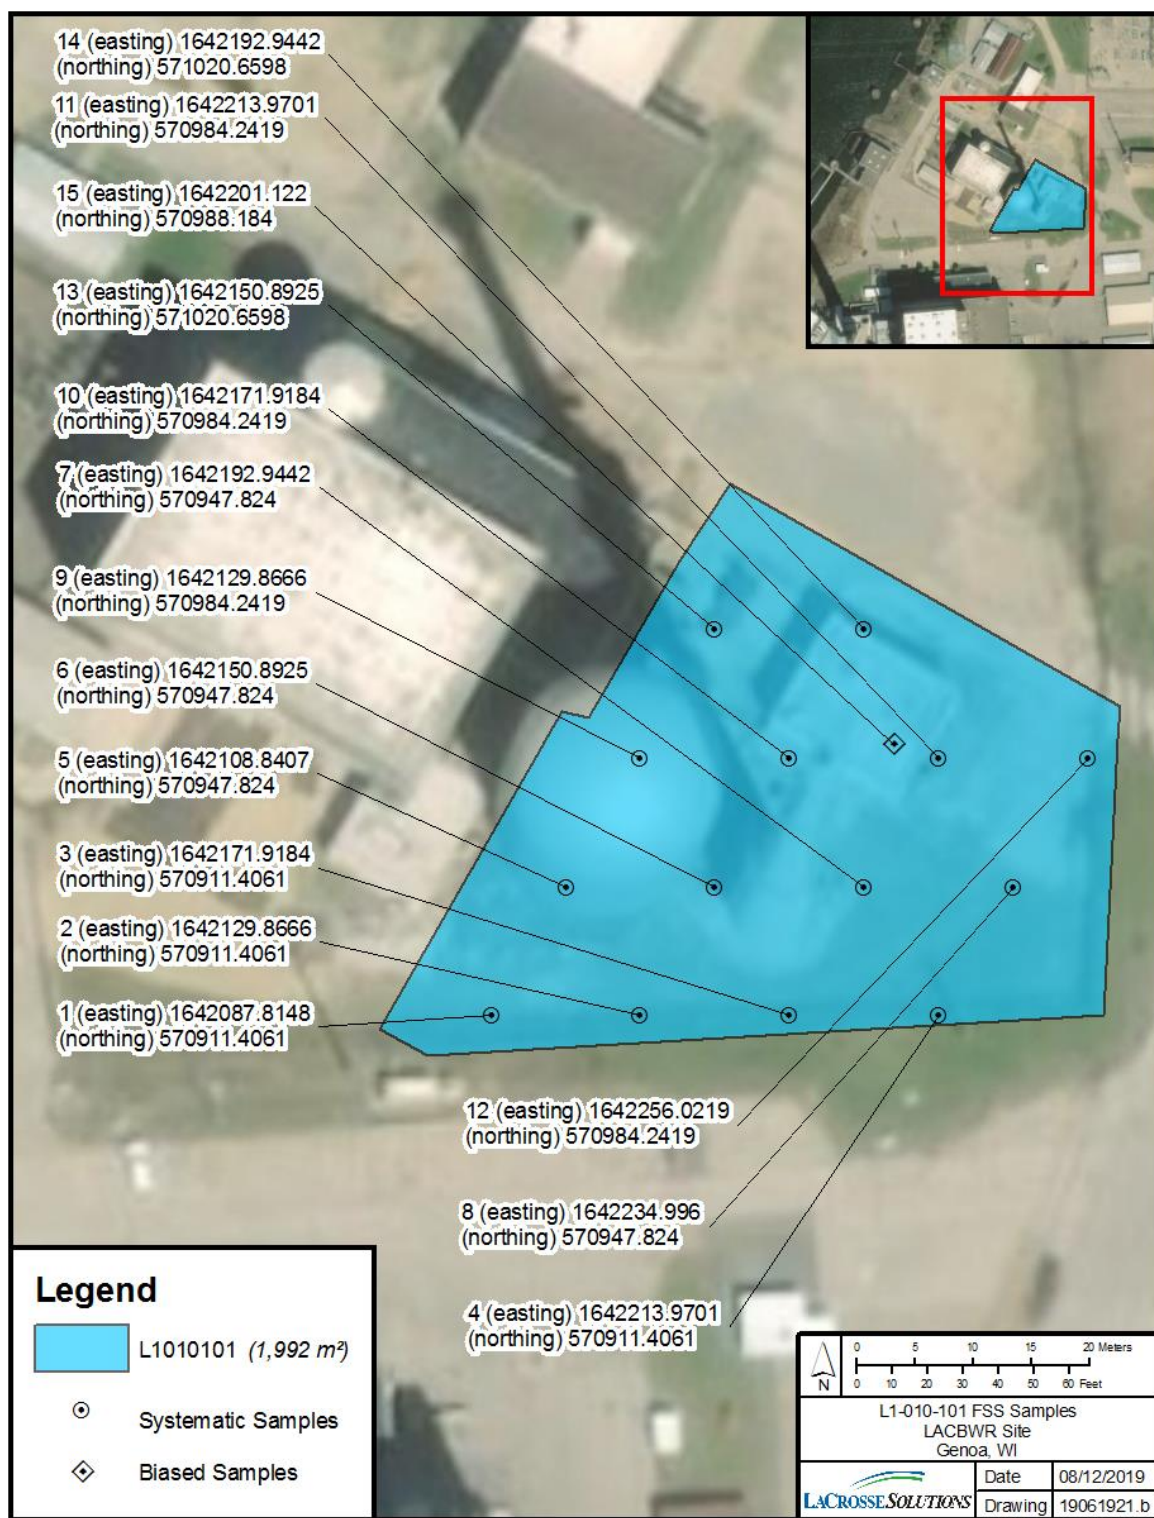 14 (easting) 1642192.9442
(northing) 571020.6598
11 (easting) 1642213.9701
(northing) 570984.2419
15 (easting) 1642201.122
(northing) 570988.184
13 (easting) 1642150.8925
(northing) 571020.6598
10 (easting) 1642171.9184
(northing) 570984.2419
7 (easting) 1642192.9442
(northing) 570947.824
9 (easting) 1642129.8666
(northing) 570984.2419
6 (easting) 1642150.8925
(northing) 570947.824
5 (easting) 1642108.8407
(northing) 570947.824
3 (easting) 1642171.9184
(northing) 570911.4061
2 (easting) 1642129.8666
(northing) 570911.4061
1 (easting) 1642087.8148
(northing) 570911.4061
12 (easting) 1642256.0219
(northing) 570984.2419
8 (easting) 1642234.996
(northing) 570947.824
4 (easting) 1642213.9701
(northing) 570911.4061
Legend
L1010101 (1,992 m²)
Systematic Samples
Biased Samples
N
0 5 10 15 20 Meters
0 10 20 30 40 50 60 Feet
L1-010-101 FSS Samples
LACBWR Site
Genoa, WI
LACROSSESOLUTIONS
Date 08/12/2019
Drawing 19061921.b